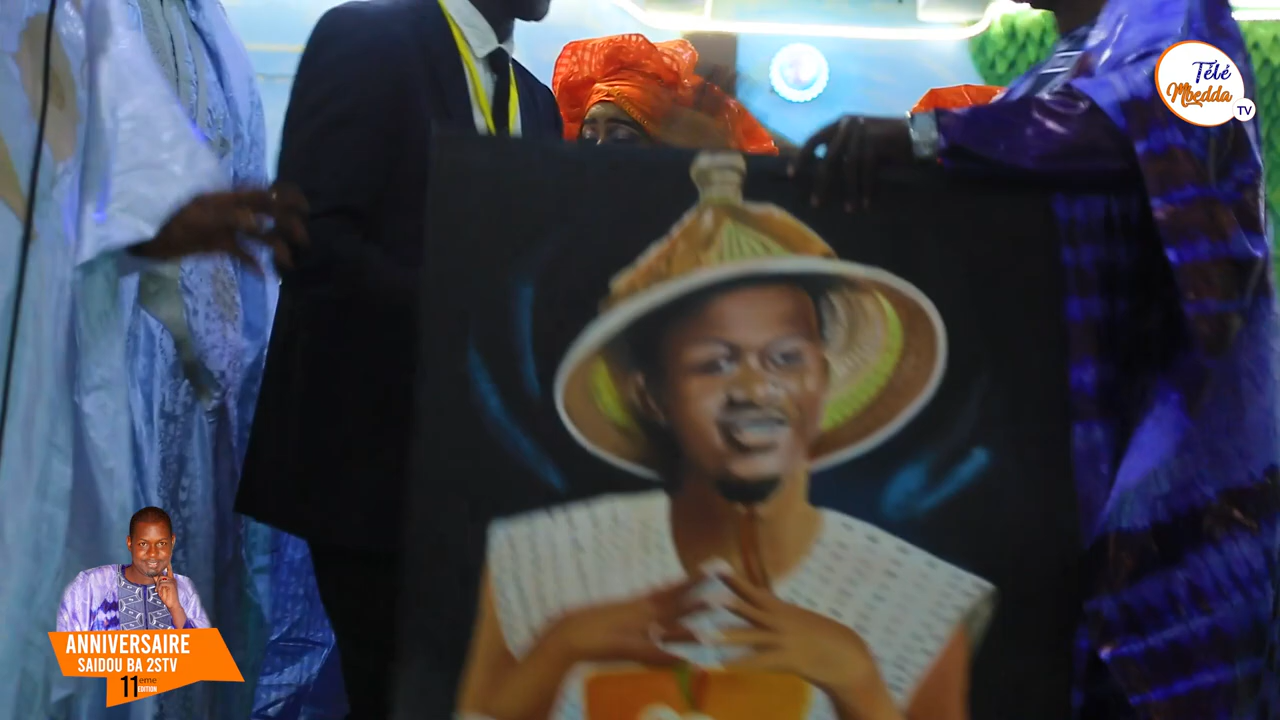 Télé
Mbedda
TV
ANNIVERSAIRE
SAIDOU BA 2STV
11eme
EDITION